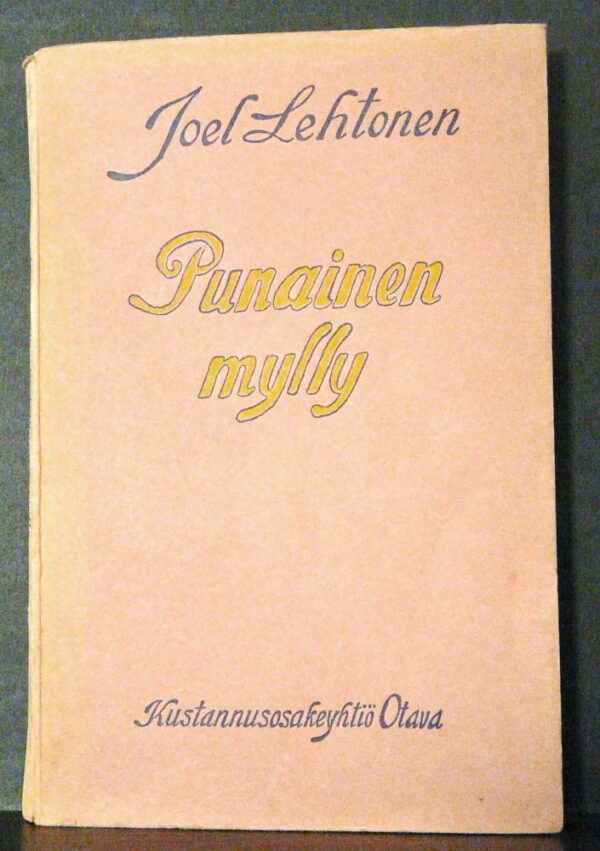 Joel Lehtonen
Punainen
mylly
Kustannusosakeyhtiö Otava